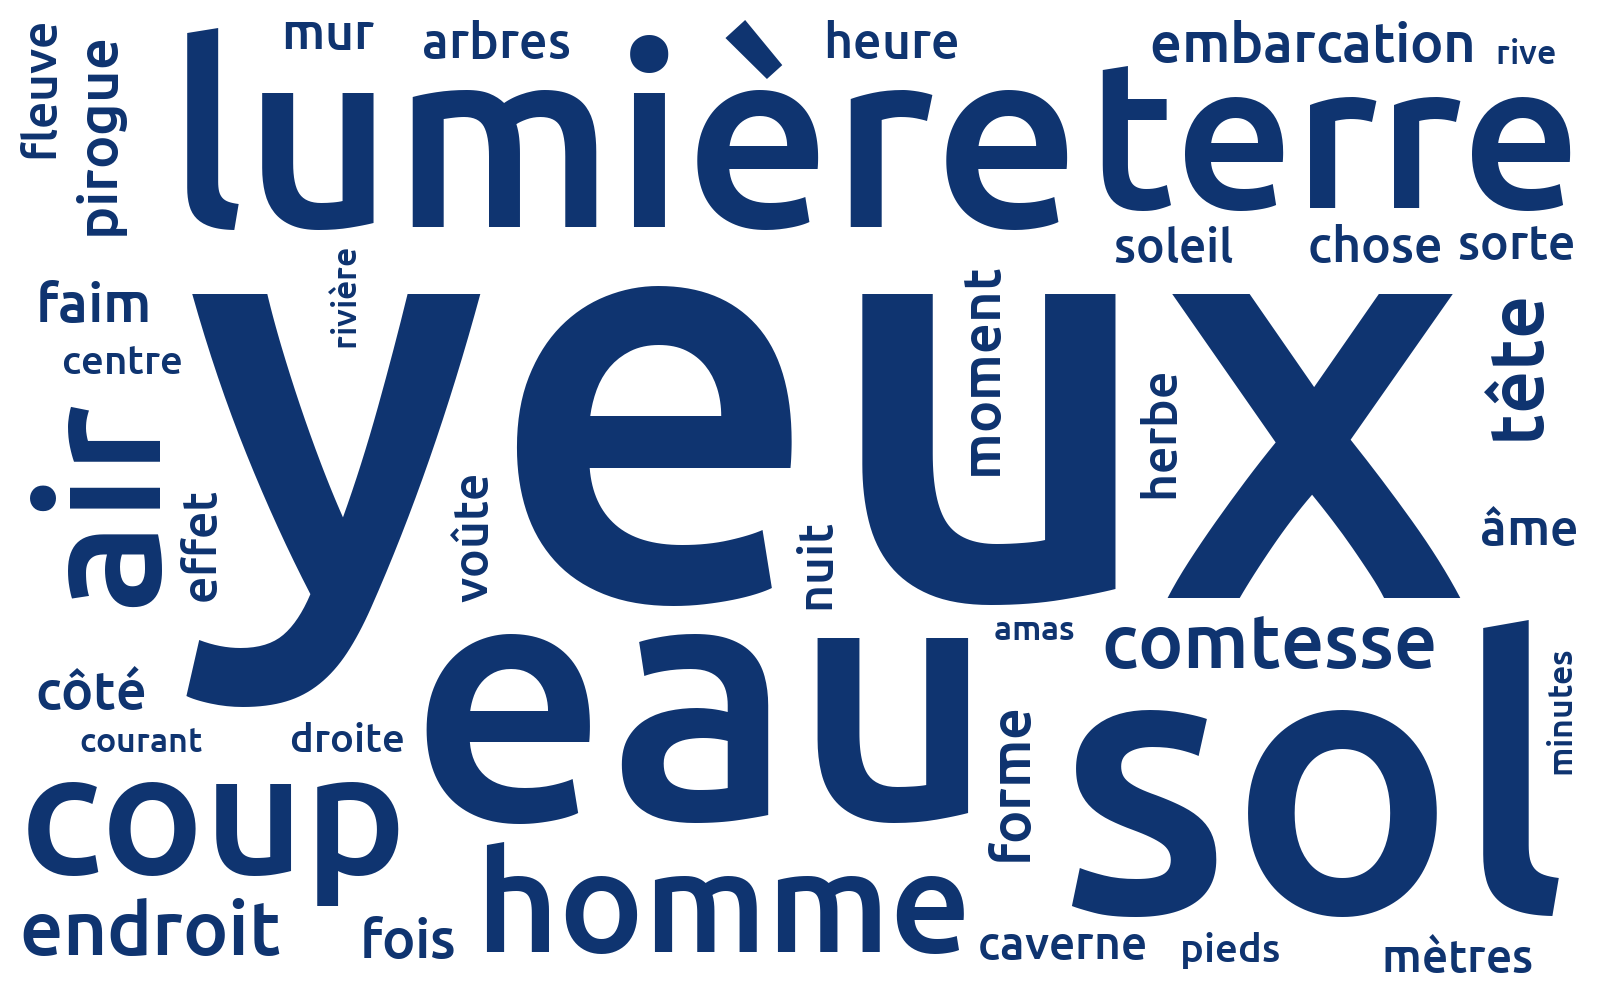 fleuve
pirogue
mur
arbres
lumière
heure
embarcation
rive
terre
soleil
chose
sorte
faim
rivière
centre
yeux
moment
herbe
tête
air
effet
voûte
nuit
âme
amas
comtesse
côté
courant
droite
eau
forme
sol
minutes
coup
endroit
fois
homme
caverne
pieds
mètres